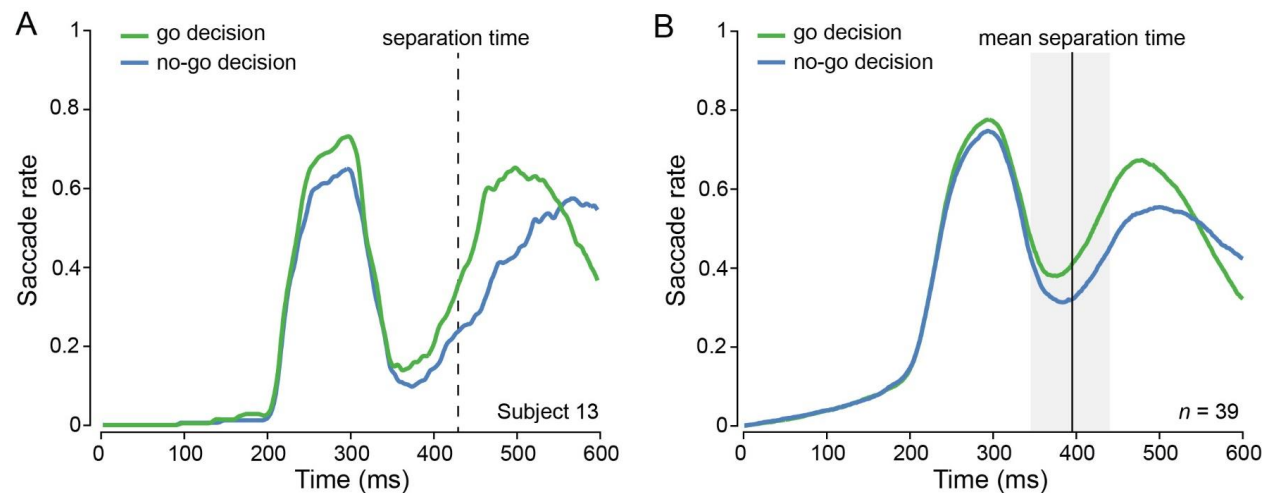 A
go decision
no-go decision
separation time
1
0.8
0.6
0.4
0.2
0
Saccade rate
0 100 200 300 400 500 600
Time (ms)
Subject 13
B
go decision
no-go decision
mean separation time
1
0.8
0.6
0.4
0.2
0
Saccade rate
0 100 200 300 400 500 600
Time (ms)
n = 39